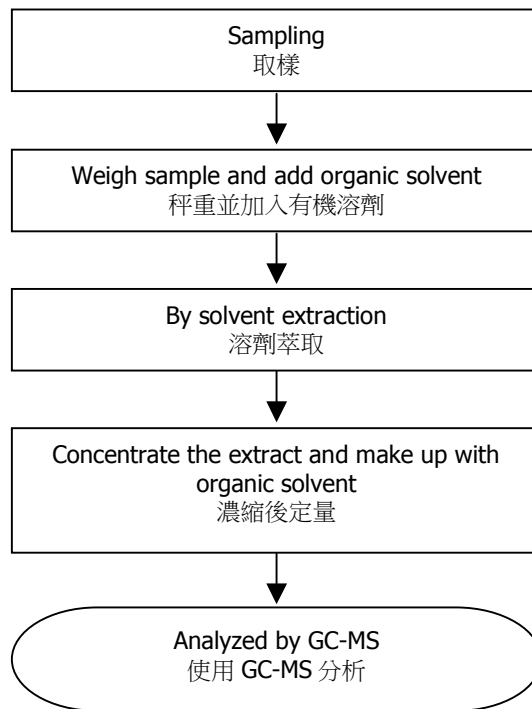 Sampling
取樣
Weigh sample and add organic solvent
秤重並加入有機溶劑
By solvent extraction
溶劑萃取
Concentrate the extract and make up with
organic solvent
濃縮後定量
Analyzed by GC-MS
使用 GC-MS 分析